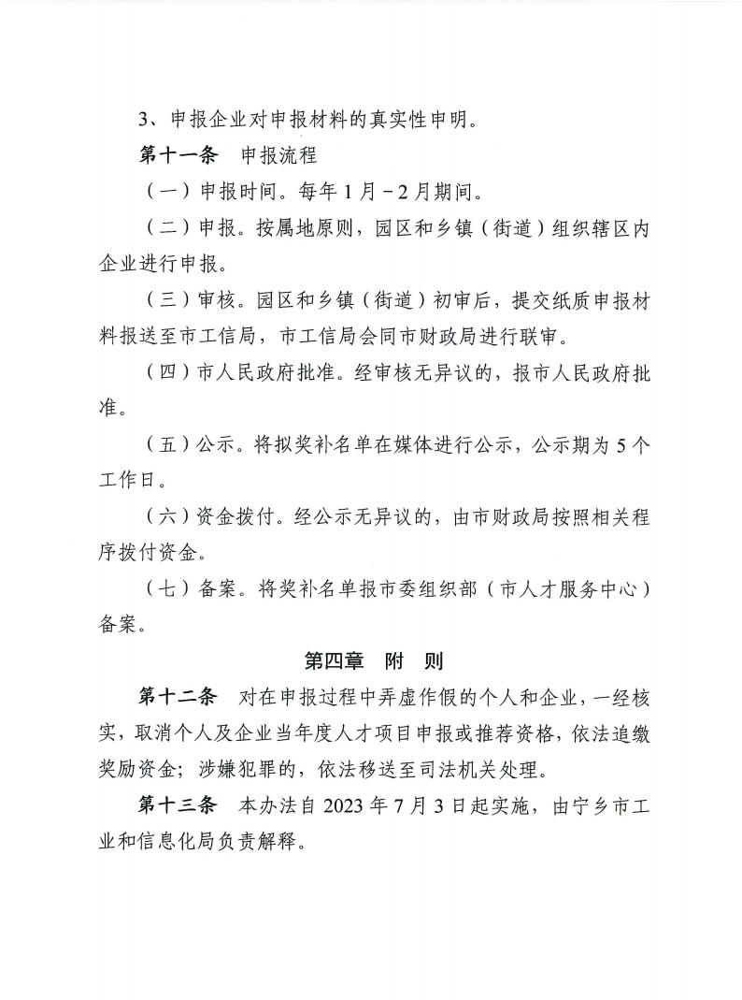 3、申报企业对申报材料的真实性申明。
第十一条　申报流程
（一）申报时间。每年1月－2月期间。
（二）申报。按属地原则，园区和乡镇（街道）组织辖区内
企业进行申报。
（三）审核。园区和乡镇（街道）初审后，提交纸质申报材
料报送至市工信局，市工信局会同市财政局进行联审。
（四）市人民政府批准。经审核无异议的，报市人民政府批
准。
（五）公示。将拟奖补名单在媒体进行公示，公示期为5个
工作日。
（六）资金拨付。经公示无异议的，由市财政局按照相关程
序拨付资金。
（七）备案。将奖补名单报市委组织部（市人才服务中心）
备案。
第四章　附　则
第十二条　对在申报过程中弄虚作假的个人和企业，一经核
实，取消个人及企业当年度人才项目申报或推荐资格，依法追缴
奖励资金；涉嫌犯罪的，依法移送至司法机关处理。
第十三条　本办法自2023年7月3日起实施，由宁乡市工
业和信息化局负责解释。